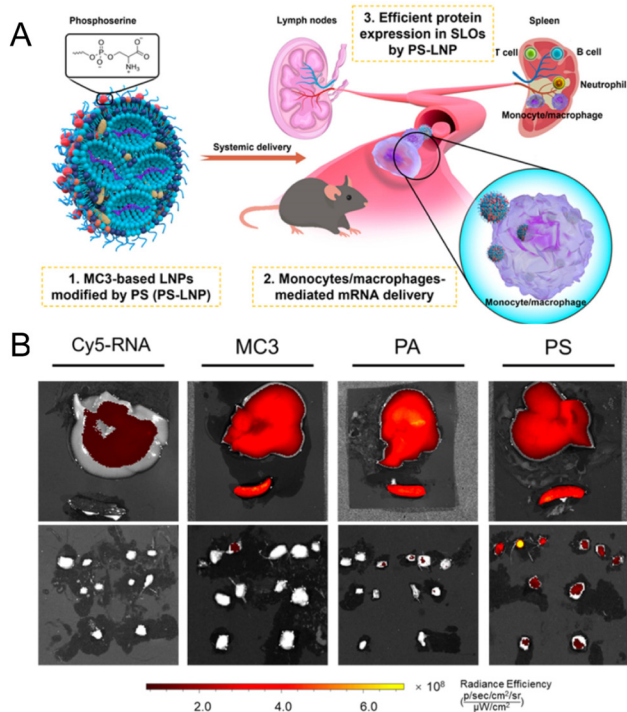 A
Phosphoserine
O
O⁻
O
P
O
O⁻
O⁻
NH₃
+
Systemic delivery
1. MC3-based LNPs
modified by PS (PS-LNP)
Lymph nodes
3. Efficient protein
expression in SLOs
by PS-LNP
Spleen
T cell
B cell
Neutrophil
Monocyte/macrophage
2. Monocytes/macrophages-
mediated mRNA delivery
Monocyte/macrophage
B
Cy5-RNA
MC3
PA
PS
2.0
4.0
6.0
× 10⁸
Radiance Efficiency
(p/sec/cm²/sr
µW/cm²)